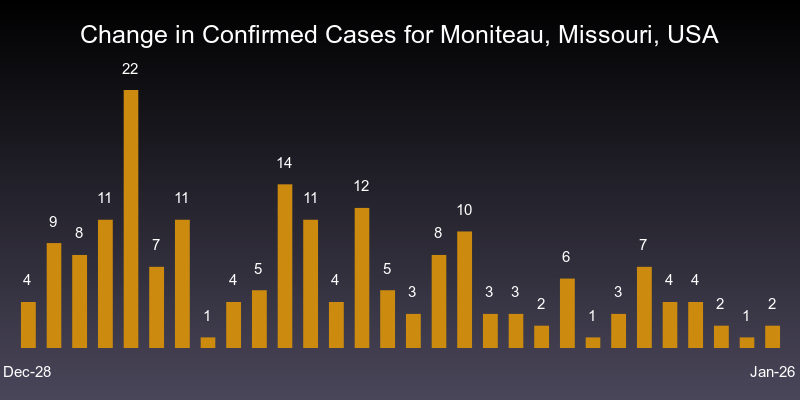 Change in Confirmed Cases for Moniteau, Missouri, USA
4 9 8 11 22 7 11 1 4 5 14 11 4 12 5 3 8 10 3 3 2 6 1 3 7 4 4 2 1 2
Dec-28 Jan-26